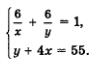 6/x + 6/y = 1,
y + 4x = 55.